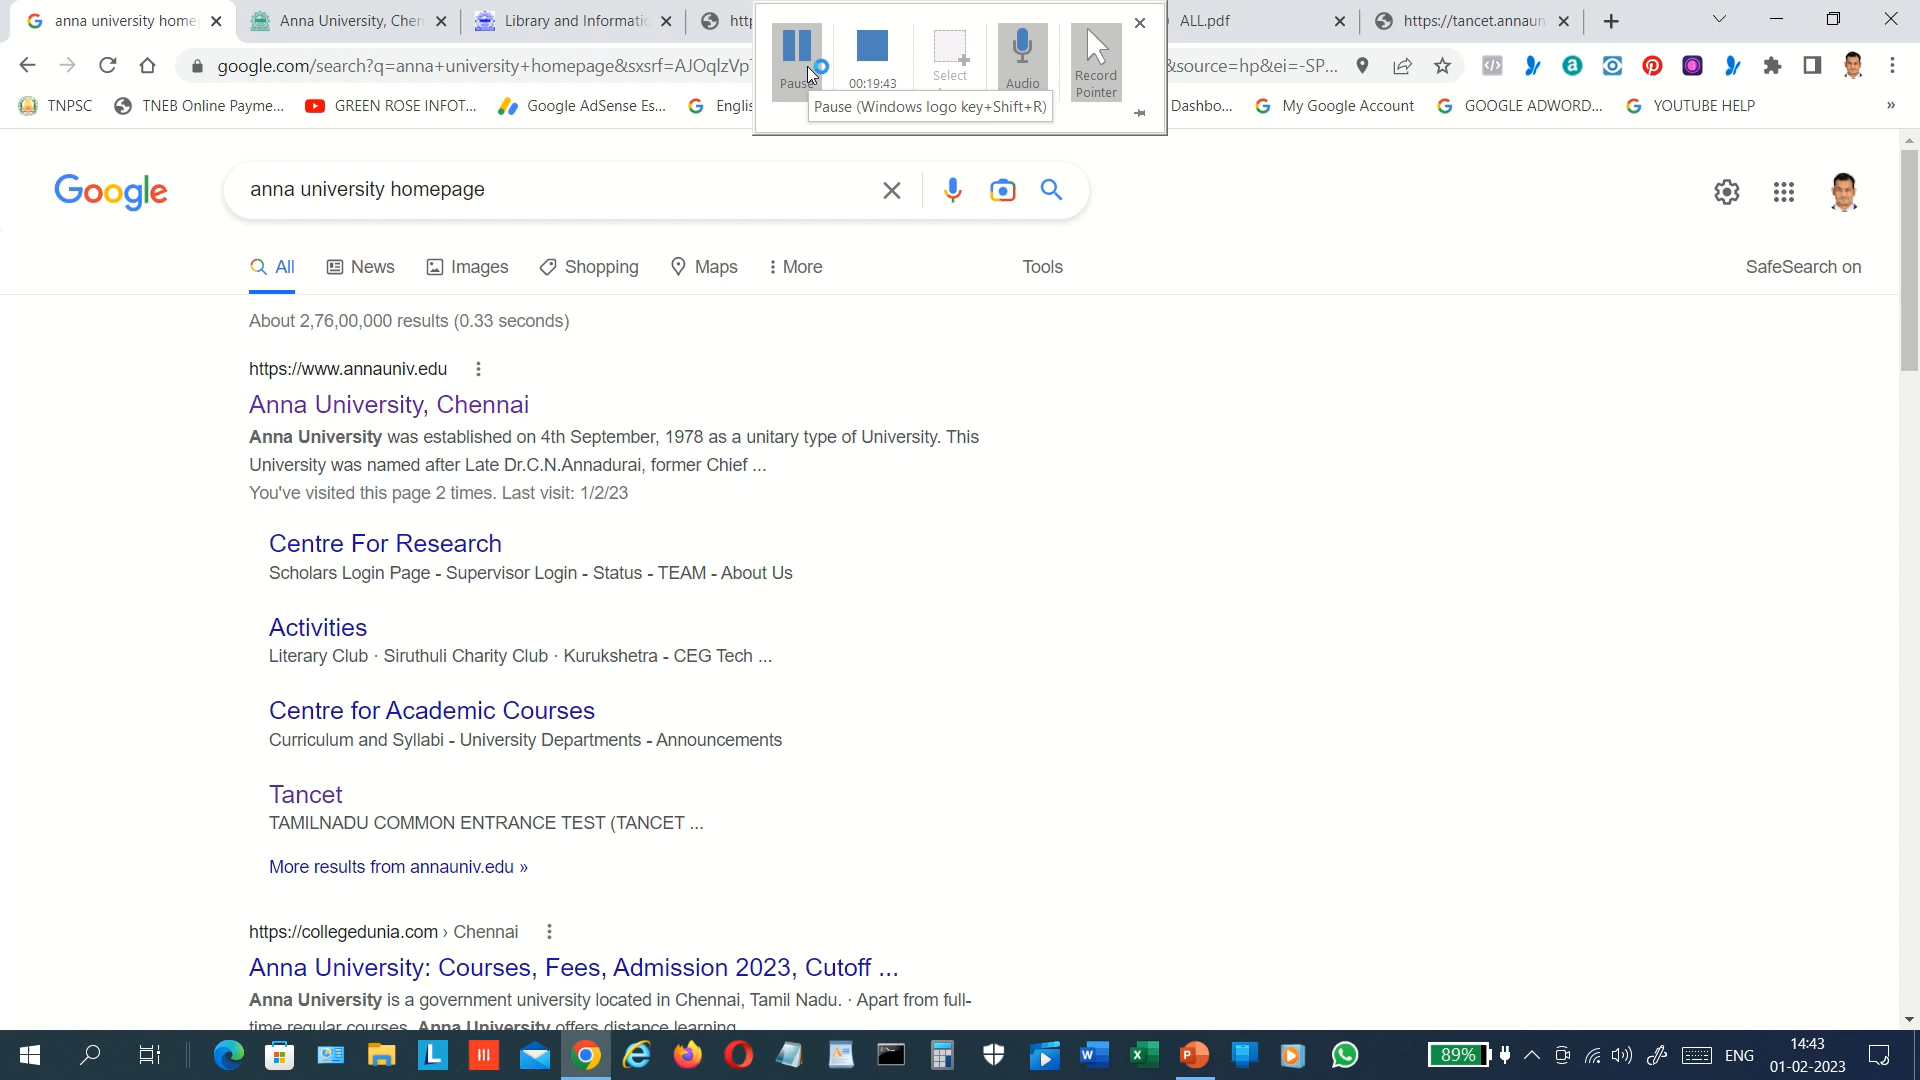 anna university home
Anna University, Chen
Library and Informatic
htt
ALL.pdf
https://tancet.annaun
google.com/search?q=anna+university+homepage&sxsrf=AJOqlzVp
&source=hp&ei=-SP...
Pause
00:19:43
Select
Audio
Record
Pointer
Pause (Windows logo key+Shift+R)
TNPSC
TNEB Online Payme...
GREEN ROSE INFOT...
Google AdSense Es...
Englis
Dashbo...
My Google Account
GOOGLE ADWORD...
YOUTUBE HELP
»
Google
anna university homepage
All
News
Images
Shopping
Maps
More
Tools
SafeSearch on
About 2,76,00,000 results (0.33 seconds)
https://www.annauniv.edu
Anna University, Chennai
Anna University was established on 4th September, 1978 as a unitary type of University. This
University was named after Late Dr.C.N.Annadurai, former Chief ...
You've visited this page 2 times. Last visit: 1/2/23
Centre For Research
Scholars Login Page - Supervisor Login - Status - TEAM - About Us
Activities
Literary Club · Siruthuli Charity Club · Kurukshetra - CEG Tech ...
Centre for Academic Courses
Curriculum and Syllabi - University Departments - Announcements
Tancet
TAMILNADU COMMON ENTRANCE TEST (TANCET ...
More results from annauniv.edu »
https://collegedunia.com › Chennai
Anna University: Courses, Fees, Admission 2023, Cutoff ...
Anna University is a government university located in Chennai, Tamil Nadu. · Apart from full-
time regular courses, Anna University offers distance learning
89%
ENG
14:43
01-02-2023